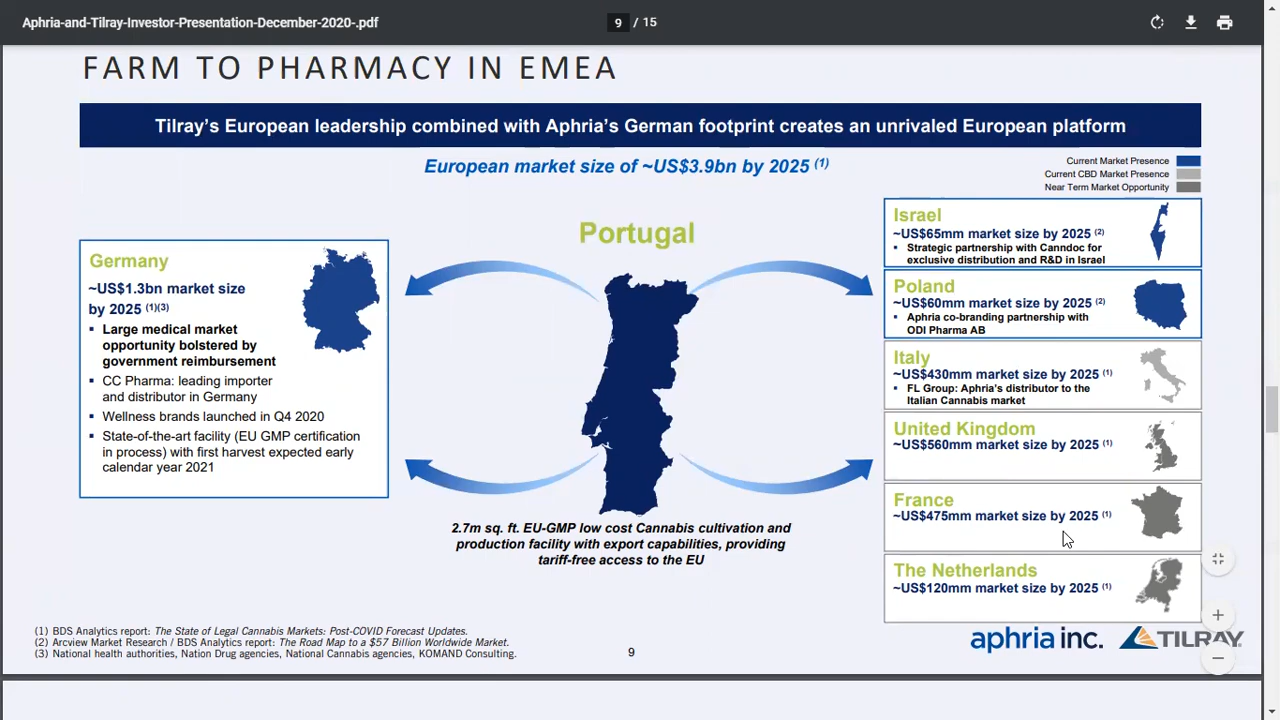 Aphria-and-Tilray-Investor-Presentation-December-2020-.pdf
9 / 15
FARM TO PHARMACY IN EMEA
Tilray's European leadership combined with Aphria's German footprint creates an unrivaled European platform
European market size of ~US$3.9bn by 2025 (1)
Current Market Presence
Current CBD Market Presence
Near Term Market Opportunity
Germany
~US$1.3bn market size
by 2025 (1)(3)
▪ Large medical market
opportunity bolstered by
government reimbursement
▪ CC Pharma: leading importer
and distributor in Germany
▪ Wellness brands launched in Q4 2020
▪ State-of-the-art facility (EU GMP certification
in process) with first harvest expected early
calendar year 2021
Portugal
2.7m sq. ft. EU-GMP low cost Cannabis cultivation and
production facility with export capabilities, providing
tariff-free access to the EU
Israel
~US$65mm market size by 2025 (2)
▪ Strategic partnership with Canndoc for
exclusive distribution and R&D in Israel
Poland
~US$60mm market size by 2025 (2)
▪ Aphria co-branding partnership with
ODI Pharma AB
Italy
~US$430mm market size by 2025 (1)
▪ FL Group: Aphria's distributor to the
Italian Cannabis market
United Kingdom
~US$560mm market size by 2025 (1)
France
~US$475mm market size by 2025 (1)
The Netherlands
~US$120mm market size by 2025 (1)
(1) BDS Analytics report: The State of Legal Cannabis Markets: Post-COVID Forecast Updates.
(2) Arcview Market Research / BDS Analytics report: The Road Map to a $57 Billion Worldwide Market.
(3) National health authorities, Nation Drug agencies, National Cannabis agencies, KOMAND Consulting.
9
aphria inc. TILRAY